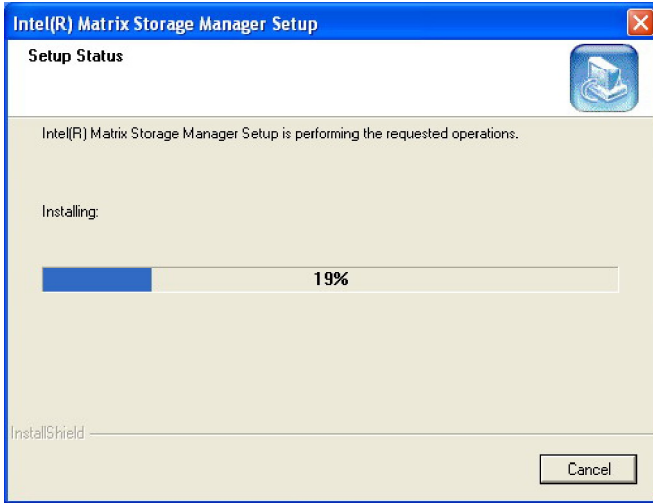 Intel(R) Matrix Storage Manager Setup
Setup Status
Intel(R) Matrix Storage Manager Setup is performing the requested operations.
Installing:
19%
InstallShield
Cancel